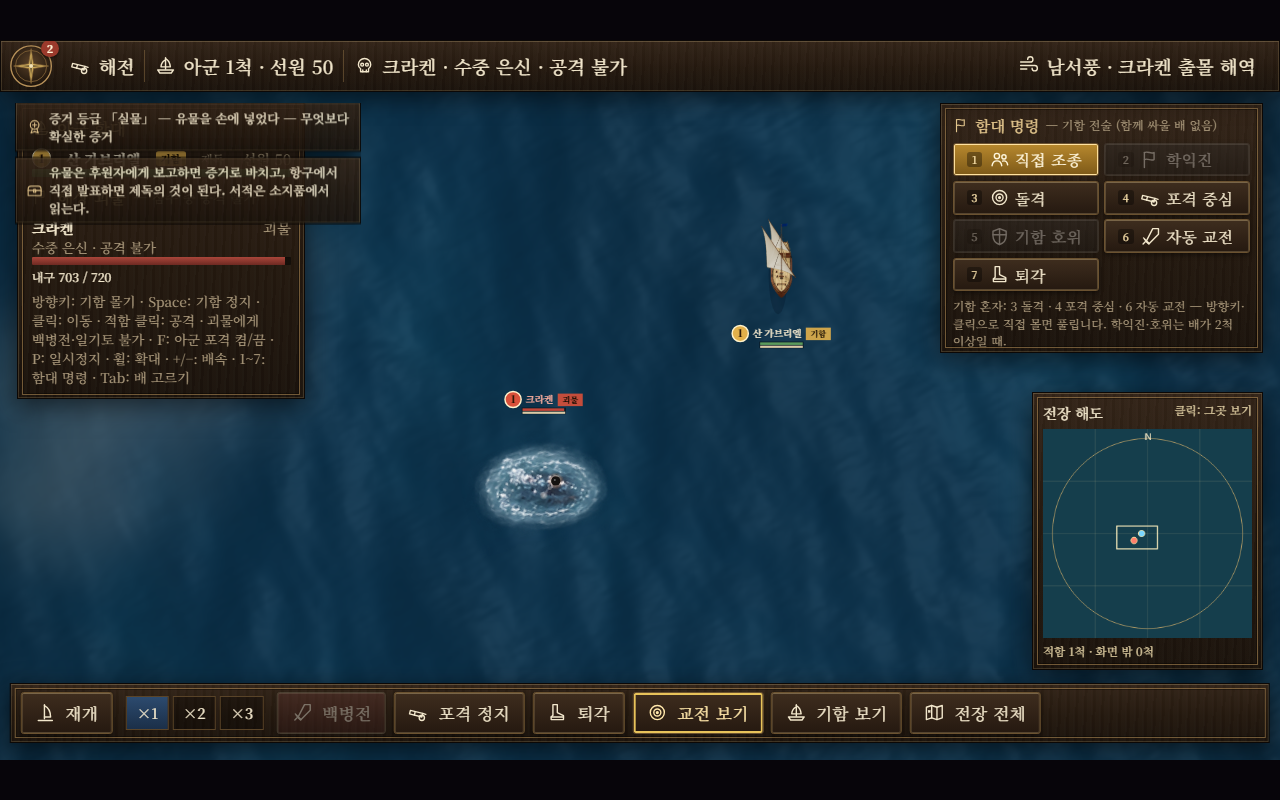 2
해전
아군 1척 · 선원 50
크라켄 · 수중 은신 · 공격 불가
남서풍 · 크라켄 출몰 해역
증거 등급 「실물」 — 유물을 손에 넣었다 — 무엇보다
확실한 증거
유물은 후원자에게 보고하면 증거로 바치고, 항구에서
직접 발표하면 제독의 것이 된다. 서적은 소지품에서
읽는다.
크라켄 괴물
수중 은신 · 공격 불가
내구 703 / 720
방향키: 기함 몰기 · Space: 기함 정지 ·
클릭: 이동 · 적함 클릭: 공격 · 괴물에게
백병전·일기토 불가 · F: 아군 포격 켬/끔 ·
P: 일시정지 · 휠: 확대 · +/−: 배속 · 1~7:
함대 명령 · Tab: 배 고르기
함대 명령 — 기함 전술 (함께 싸울 배 없음)
1 직접 조종
2 학익진
3 돌격
4 포격 중심
5 기함 호위
6 자동 교전
7 퇴각
기함 혼자: 3 돌격 · 4 포격 중심 · 6 자동 교전 — 방향키·
클릭으로 직접 몰면 풀립니다. 학익진·호위는 배가 2척
이상일 때.
1 산 가브리엘 기함
1 크라켄 괴물
전장 해도 클릭: 그곳 보기
N
적함 1척 · 화면 밖 0척
재개
×1
×2
×3
백병전
포격 정지
퇴각
교전 보기
기함 보기
전장 전체